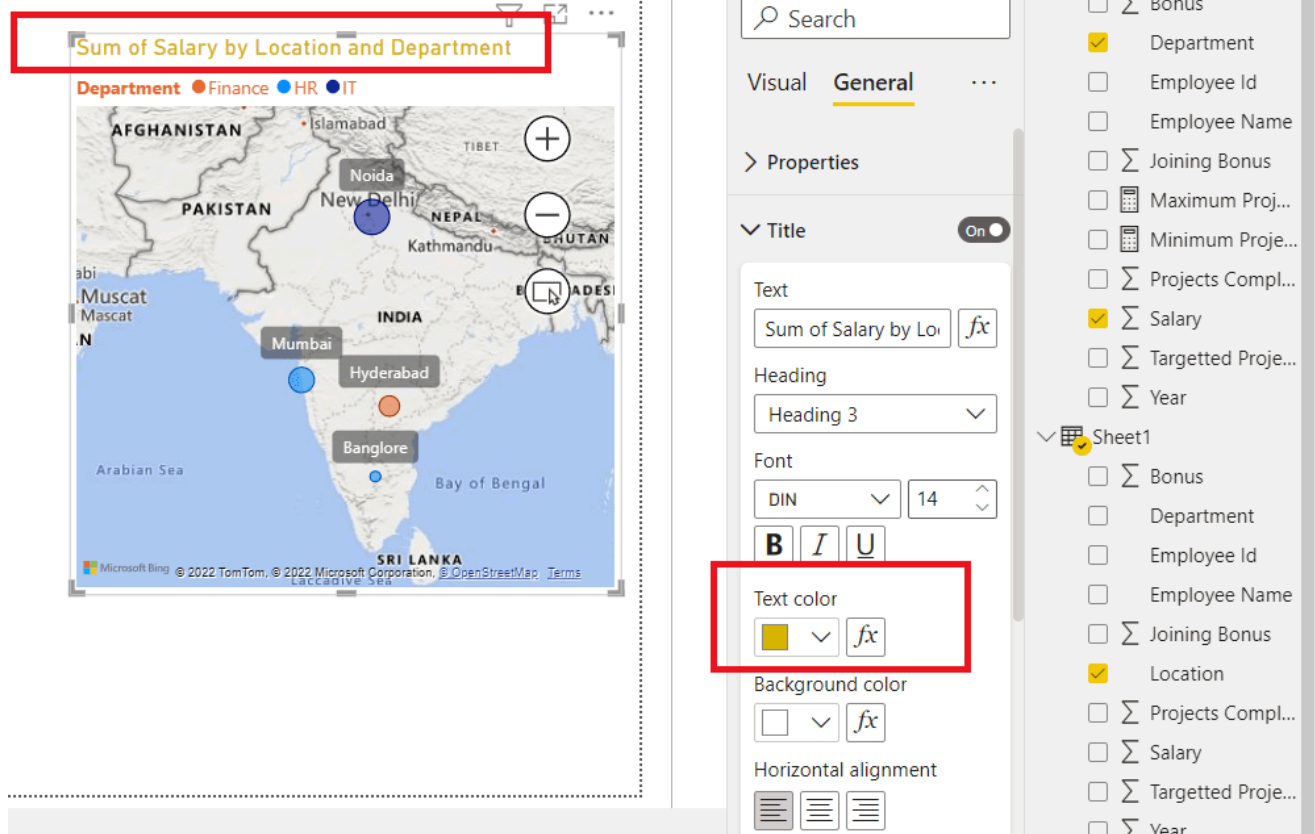 Sum of Salary by Location and Department
Department Finance HR IT
AFGHANISTAN
Islamabad
TIBET
Noida
New Delhi
PAKISTAN
NEPAL
Kathmandu
BHUTAN
abi
Muscat
Mascat
N
B ADESI
INDIA
Mumbai
Hyderabad
Banglore
Arabian Sea
Bay of Bengal
SRI LANKA
Microsoft Bing © 2022 TomTom, © 2022 Microsoft Corporation, © OpenStreetMap Terms
Laccadive Sea
Search
Visual General ...
Properties
Title On
Text
Sum of Salary by Lo
fx
Heading
Heading 3
Font
DIN 14
B I U
Text color
fx
Background color
fx
Horizontal alignment
Σ Bonus
Department
Employee Id
Employee Name
Σ Joining Bonus
Maximum Proj...
Minimum Proje...
Σ Projects Compl...
Σ Salary
Σ Targetted Proje...
Σ Year
Sheet1
Σ Bonus
Department
Employee Id
Employee Name
Σ Joining Bonus
Location
Σ Projects Compl...
Σ Salary
Σ Targetted Proje...
Σ Year